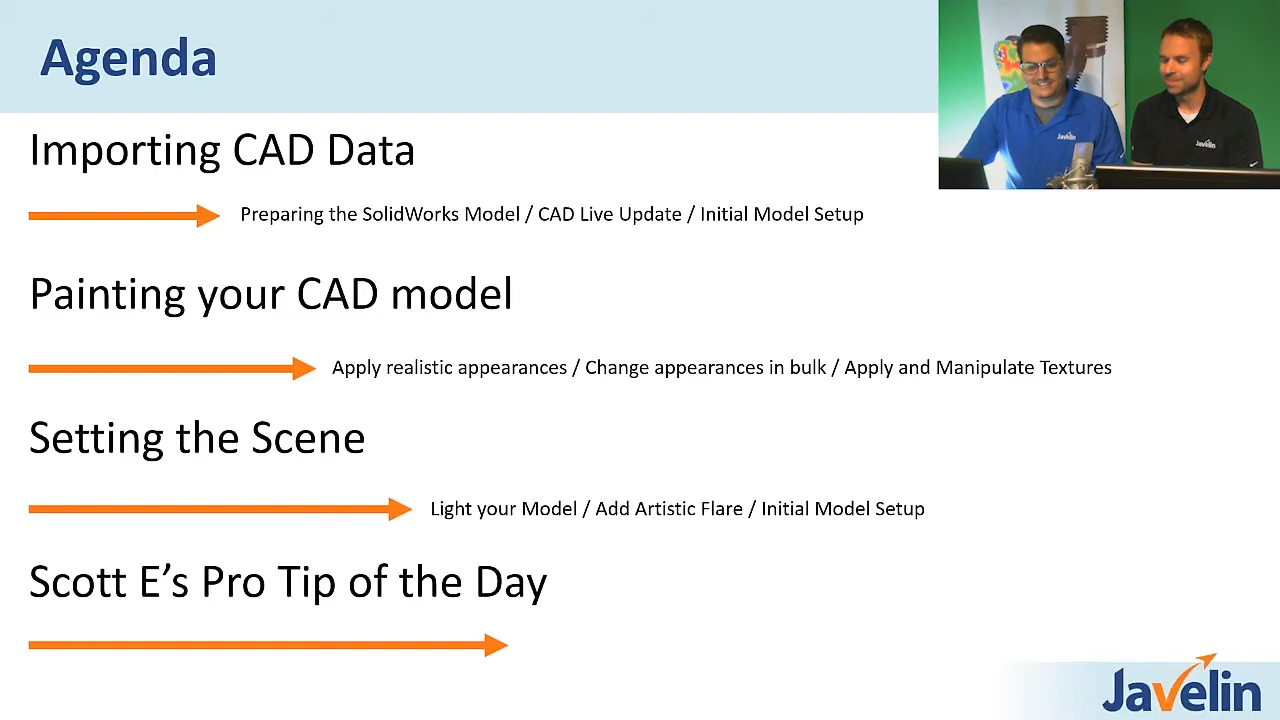 Agenda
Importing CAD Data
Preparing the SolidWorks Model / CAD Live Update / Initial Model Setup
Painting your CAD model
Apply realistic appearances / Change appearances in bulk / Apply and Manipulate Textures
Setting the Scene
Light your Model / Add Artistic Flare / Initial Model Setup
Scott E’s Pro Tip of the Day
Javelin
Javelin
Javelin